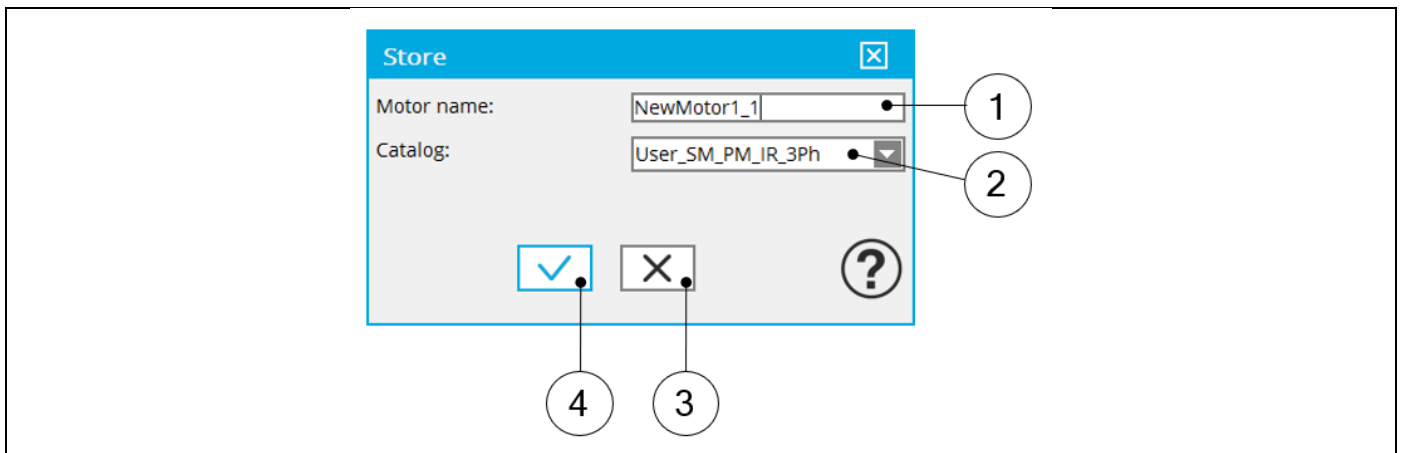 Store
Motor name:
NewMotor1_1
1
Catalog:
User_SM_PM_IR_3Ph
2
?
4
3